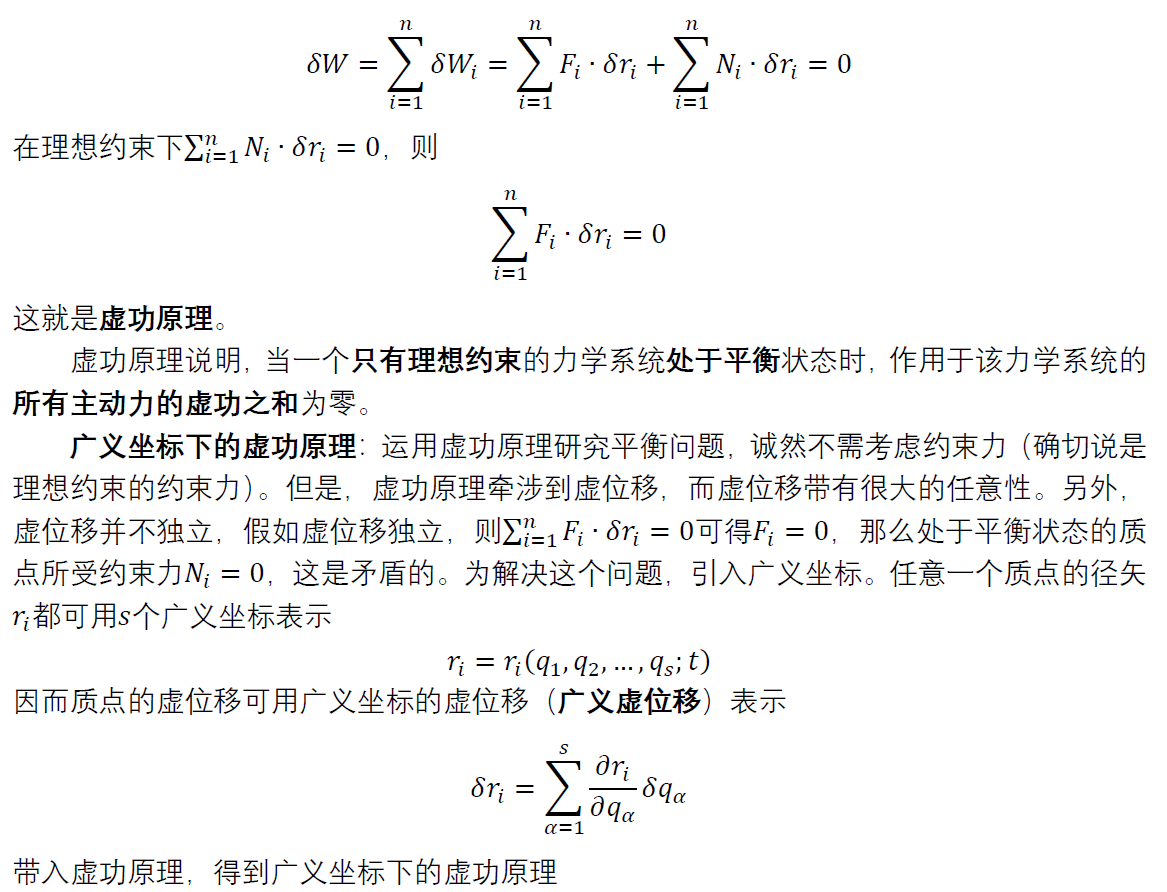 $$\delta W = \sum_{i=1}^{n} \delta W_i = \sum_{i=1}^{n} F_i \cdot \delta r_i + \sum_{i=1}^{n} N_i \cdot \delta r_i = 0$$
在理想约束下$\sum_{i=1}^{n} N_i \cdot \delta r_i = 0$，则
$$\sum_{i=1}^{n} F_i \cdot \delta r_i = 0$$
这就是**虚功原理**。
虚功原理说明，当一个**只有理想约束**的力学系统**处于平衡**状态时，作用于该力学系统的
**所有主动力的虚功之和**为零。
**广义坐标下的虚功原理**：运用虚功原理研究平衡问题，诚然不需考虑约束力（确切说是
理想约束的约束力）。但是，虚功原理牵涉到虚位移，而虚位移带有很大的任意性。另外，
虚位移并不独立，假如虚位移独立，则$\sum_{i=1}^{n} F_i \cdot \delta r_i = 0$可得$F_i = 0$，那么处于平衡状态的质
点所受约束力$N_i = 0$，这是矛盾的。为解决这个问题，引入广义坐标。任意一个质点的径矢
$r_i$都可用$s$个广义坐标表示
$$r_i = r_i(q_1, q_2, \ldots, q_s; t)$$
因而质点的虚位移可用广义坐标的虚位移（**广义虚位移**）表示
$$\delta r_i = \sum_{\alpha=1}^{s} \frac{\partial r_i}{\partial q_\alpha} \delta q_\alpha$$
带入虚功原理，得到广义坐标下的虚功原理